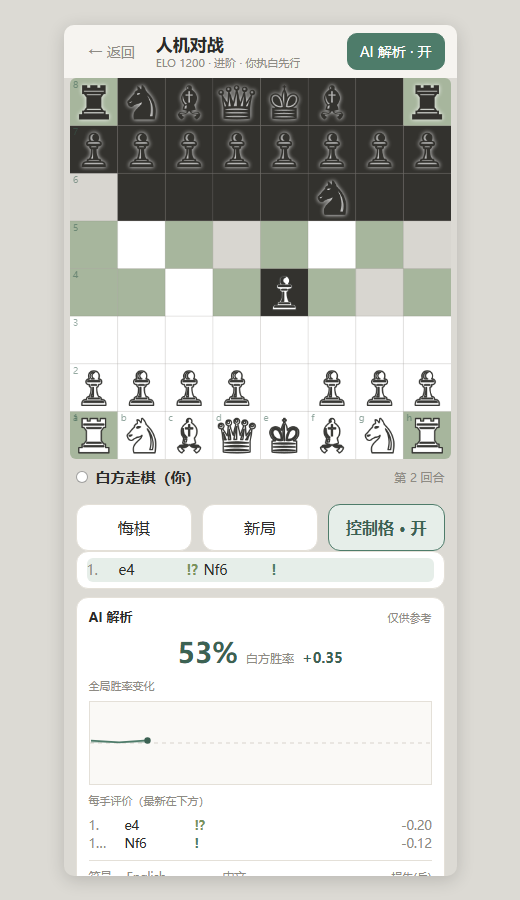 ← 返回
人机对战
ELO 1200 · 进阶 · 你执白先行
AI 解析 · 开
8
7
6
5
4
3
2
b c d e f g h
白方走棋（你）
第 2 回合
悔棋 新局 控制格 • 开
1. e4 !? Nf6 !
AI 解析
仅供参考
53% 白方胜率 +0.35
全局胜率变化
每手评价（最新在下方）
1. e4 !? -0.20
1... Nf6 ! -0.12
English